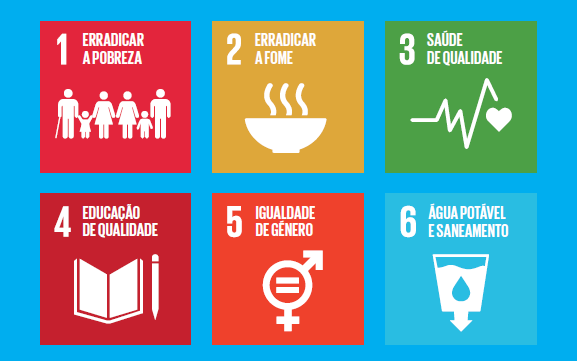 1 ERRADICAR
A POBREZA
2 ERRADICAR
A FOME
3 SAÚDE
DE QUALIDADE
4 EDUCAÇÃO
DE QUALIDADE
5 IGUALDADE
DE GÊNERO
6 ÁGUA POTÁVEL
E SANEAMENTO